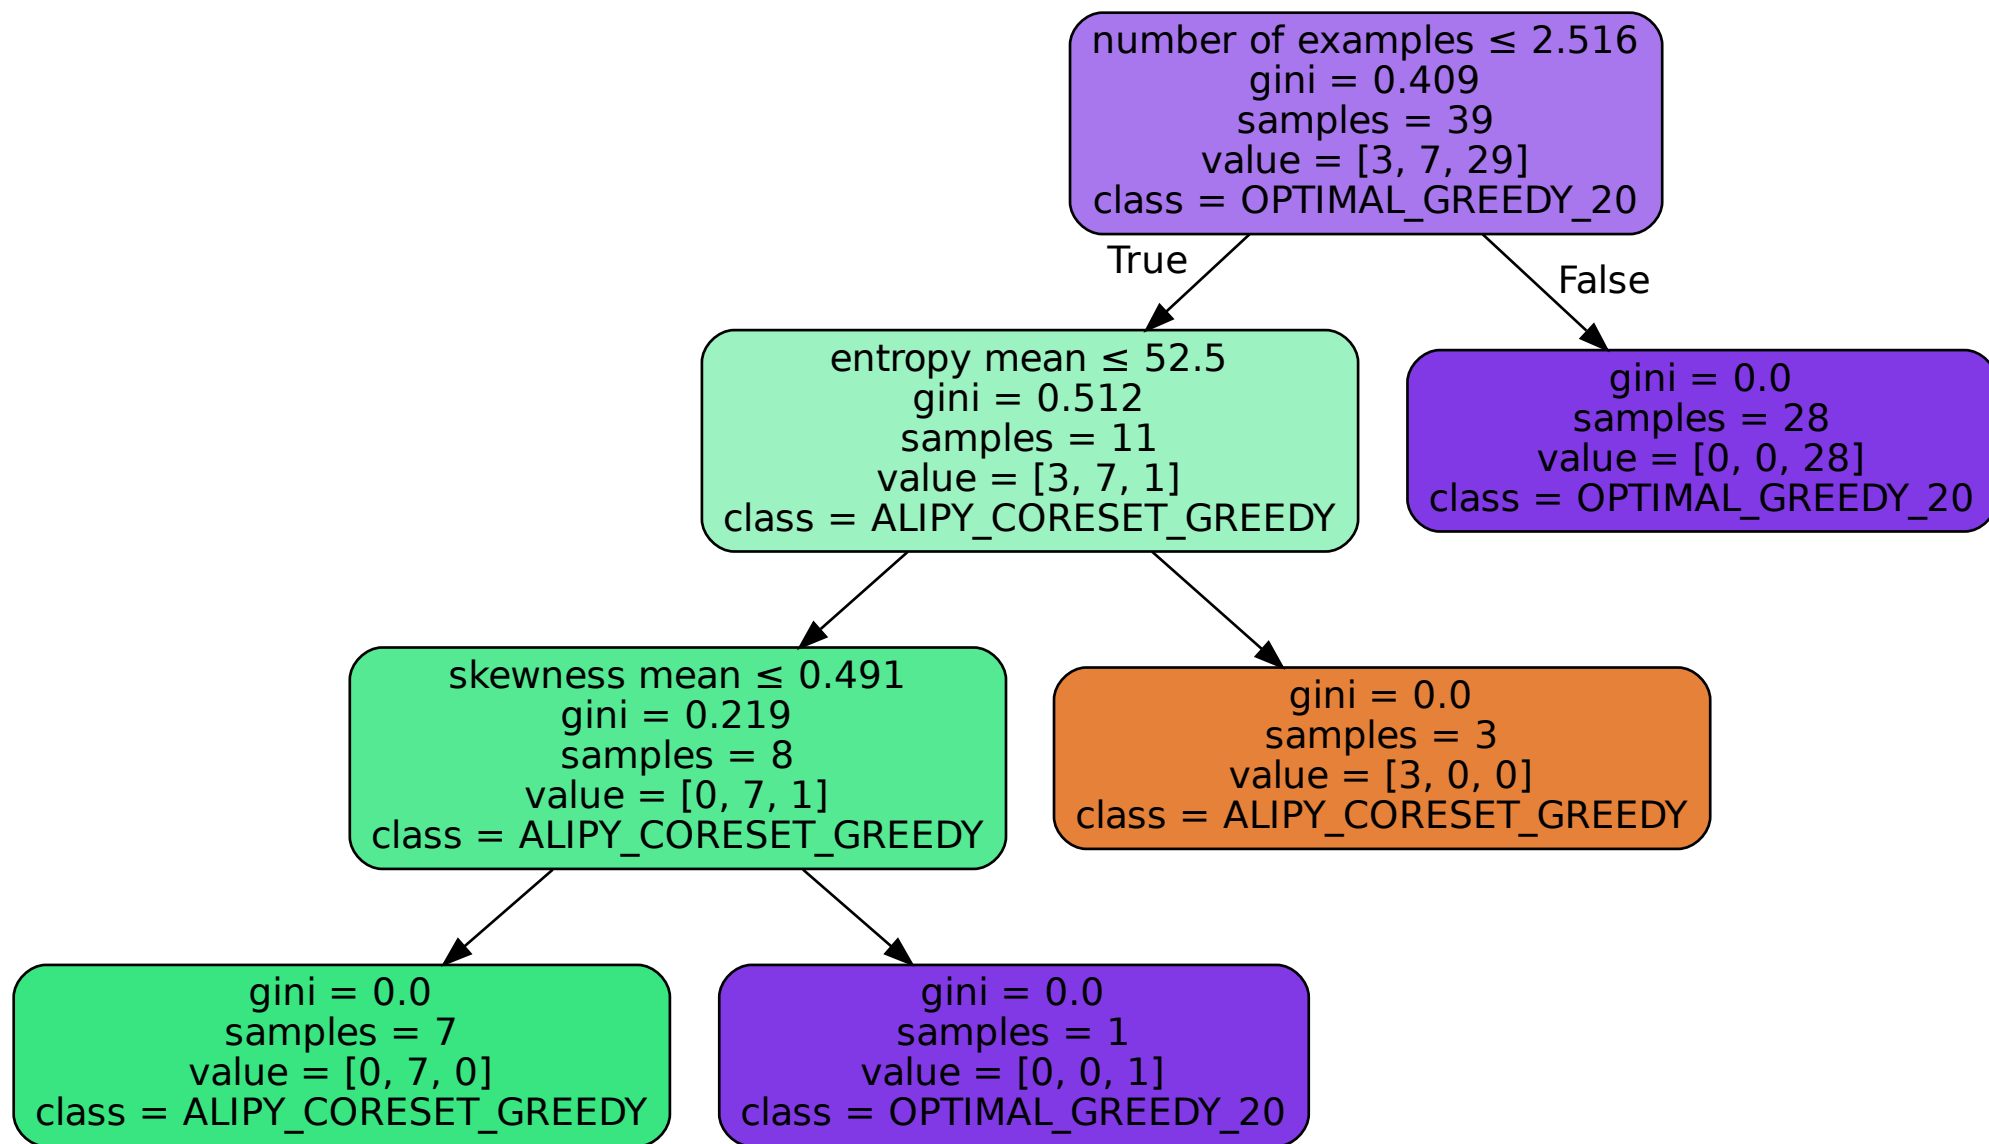 number of examples ≤ 2.516
gini = 0.409
samples = 39
value = [3, 7, 29]
class = OPTIMAL_GREEDY_20
True
False
entropy mean ≤ 52.5
gini = 0.512
samples = 11
value = [3, 7, 1]
class = ALIPY_CORESET_GREEDY
gini = 0.0
samples = 28
value = [0, 0, 28]
class = OPTIMAL_GREEDY_20
skewness mean ≤ 0.491
gini = 0.219
samples = 8
value = [0, 7, 1]
class = ALIPY_CORESET_GREEDY
gini = 0.0
samples = 3
value = [3, 0, 0]
class = ALIPY_CORESET_GREEDY
gini = 0.0
samples = 7
value = [0, 7, 0]
class = ALIPY_CORESET_GREEDY
gini = 0.0
samples = 1
value = [0, 0, 1]
class = OPTIMAL_GREEDY_20